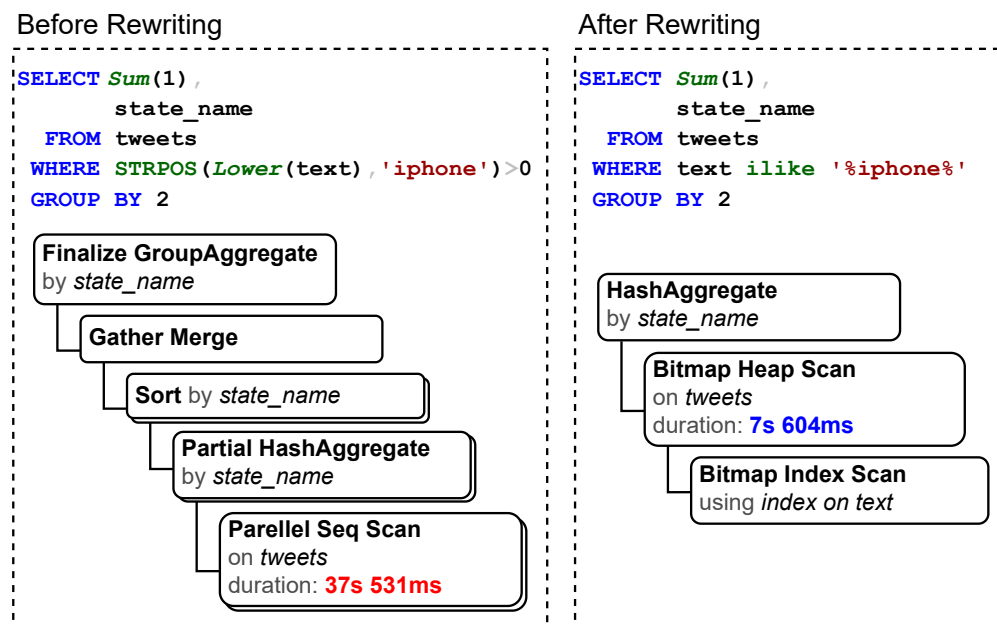 Before Rewriting
SELECT Sum(1),
state_name
FROM tweets
WHERE STRPOS(Lower(text),'iphone')>0
GROUP BY 2
Finalize GroupAggregate
by state_name
Gather Merge
Sort by state_name
Partial HashAggregate
by state_name
Parellel Seq Scan
on tweets
duration: 37s 531ms
After Rewriting
SELECT Sum(1),
state_name
FROM tweets
WHERE text ilike '%iphone%'
GROUP BY 2
HashAggregate
by state_name
Bitmap Heap Scan
on tweets
duration: 7s 604ms
Bitmap Index Scan
using index on text